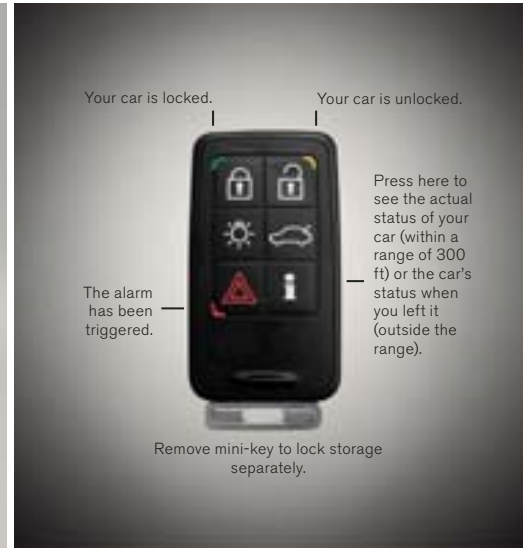 Your car is locked.
Your car is unlocked.
Press here to
see the actual
status of your
car (within a
range of 300
ft) or the car's
status when
you left it
(outside the
range).
The alarm
has been
triggered.
i
Remove mini-key to lock storage
separately.